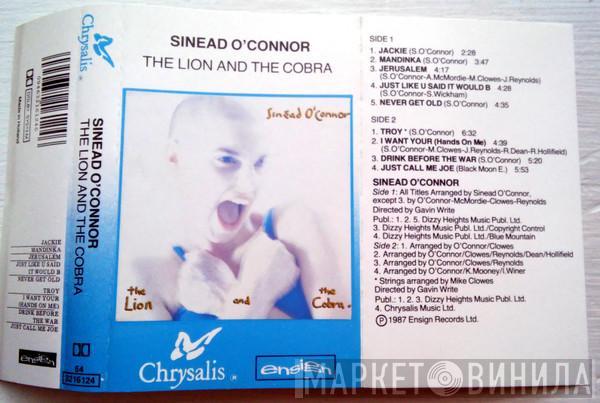 Chrysalis ®
SINEAD O'CONNOR
THE LION AND THE COBRA
DOLBY SYSTEM
Made in Holland
JACKIE
MANDINKA
JERUSALEM
JUST LIKE U SAID
IT WOULD B
NEVER GET OLD
TROY
I WANT YOUR
(HANDS ON ME)
DRINK BEFORE
THE WAR
JUST CALL ME JOE
ensign
54
3216124
SINEAD O'CONNOR
THE LION AND THE COBRA
Sinéad O'Connor
the Lion
and
the Cobra.
Chrysalis ®
ensign
SIDE 1
1. JACKIE (S.O'Connor) 2:28
2. MANDINKA (S.O'Connor) 3:47
3. JERUSALEM 4:17
(S.O'Connor-A.McMordie-M.Clowes-J.Reynolds)
4. JUST LIKE U SAID IT WOULD B 4:28
(S.O'Connor-S.Wickham)
5. NEVER GET OLD (S.O'Connor) 4:35
SIDE 2
1. TROY * (S.O'Connor) 6:32
2. I WANT YOUR (Hands On Me) 4:39
(S.O'Connor-M.Clowes-J.Reynolds-R.Dean-R.Hollifield)
3. DRINK BEFORE THE WAR (S.O'Connor) 5:20
4. JUST CALL ME JOE (Black Moon E.) 5:53
SINEAD O'CONNOR
Side 1: All Titles Arranged by Sinead O'Connor,
except 3. by O'Connor-McMordie-Clowes-Reynolds
Directed by Gavin Write
Publ.: 1. 2. 5. Dizzy Heights Music Publ. Ltd.
3. Dizzy Heights Music Publ. Ltd./Copyright Control
4. Dizzy Heights Music Publ. Ltd./Blue Mountain
Side 2: 1. Arranged by O'Connor/Clowes
2. Arranged by O'Connor/Clowes/Reynolds/Dean/Hollifield
3. Arranged by O'Connor/Clowes/Reynolds
4. Arranged by O'Connor/K.Mooney/I.Winer
* Strings arranged by Mike Clowes
Directed by Gavin Write
Publ.: 1. 2. 3. Dizzy Heights Music Publ. Ltd.
4. Chrysalis Music Ltd.
Ⓟ 1987 Ensign Records Ltd.
МАРКЕТ ВИНИЛА